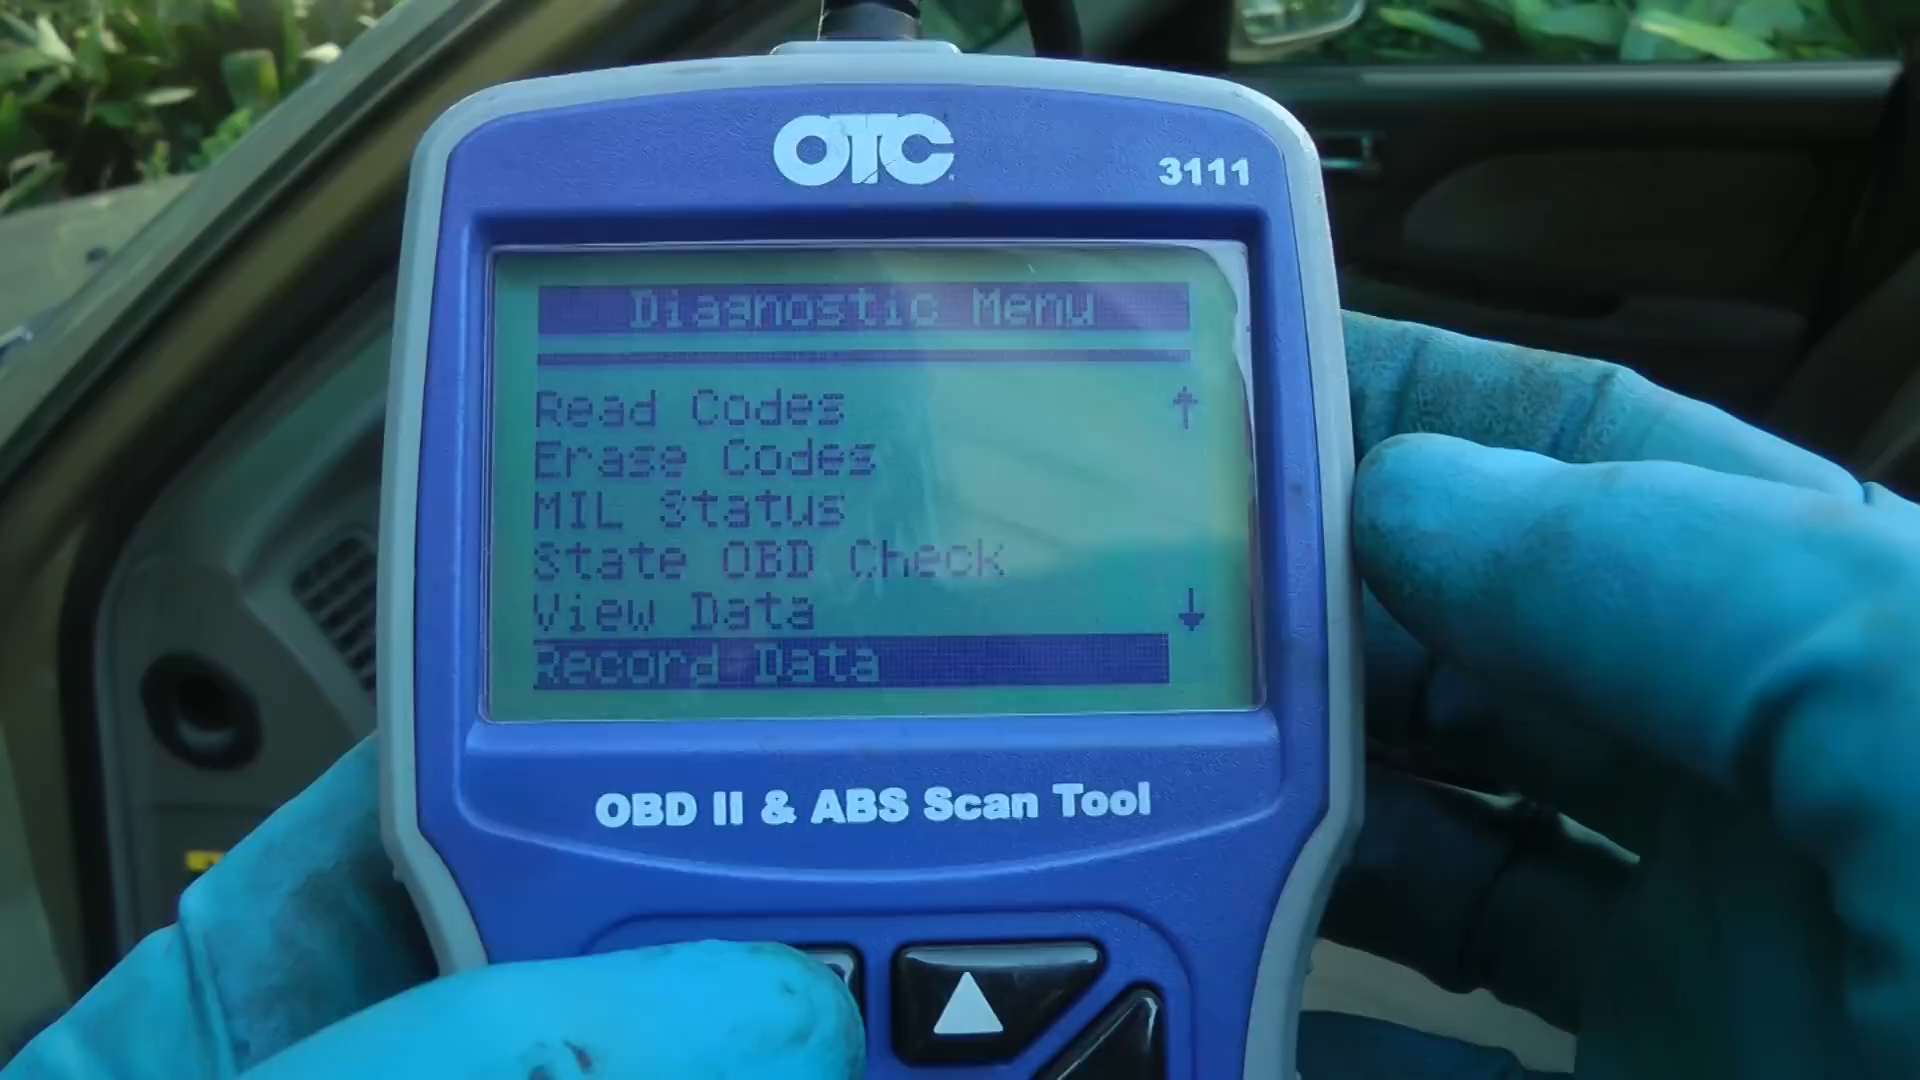 OTC
3111
Diagnostic Menu
Read Codes
Erase Codes
MIL Status
State OBD Check
View Data
Record Data
OBD II & ABS Scan Tool